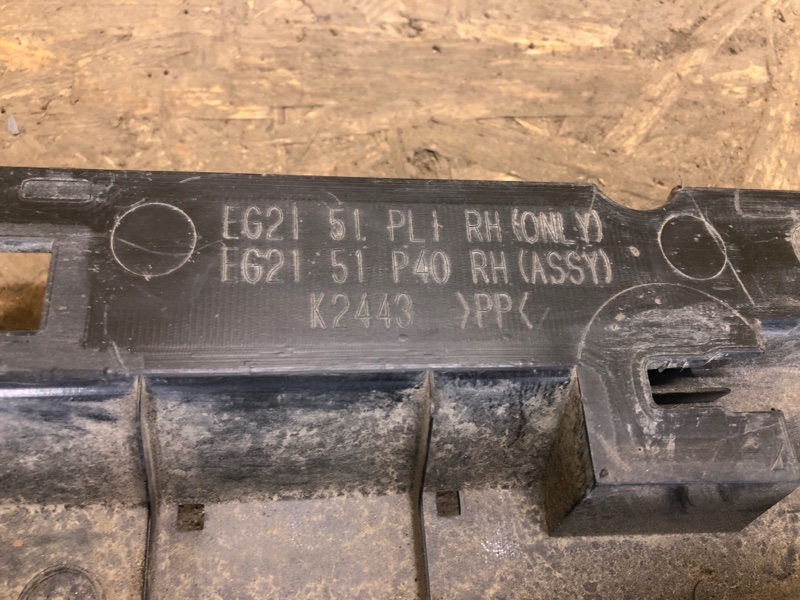 EG21 51 PL1 RH (ONLY)
EG21 51 P40 RH (ASSY)
K2443 >PP<